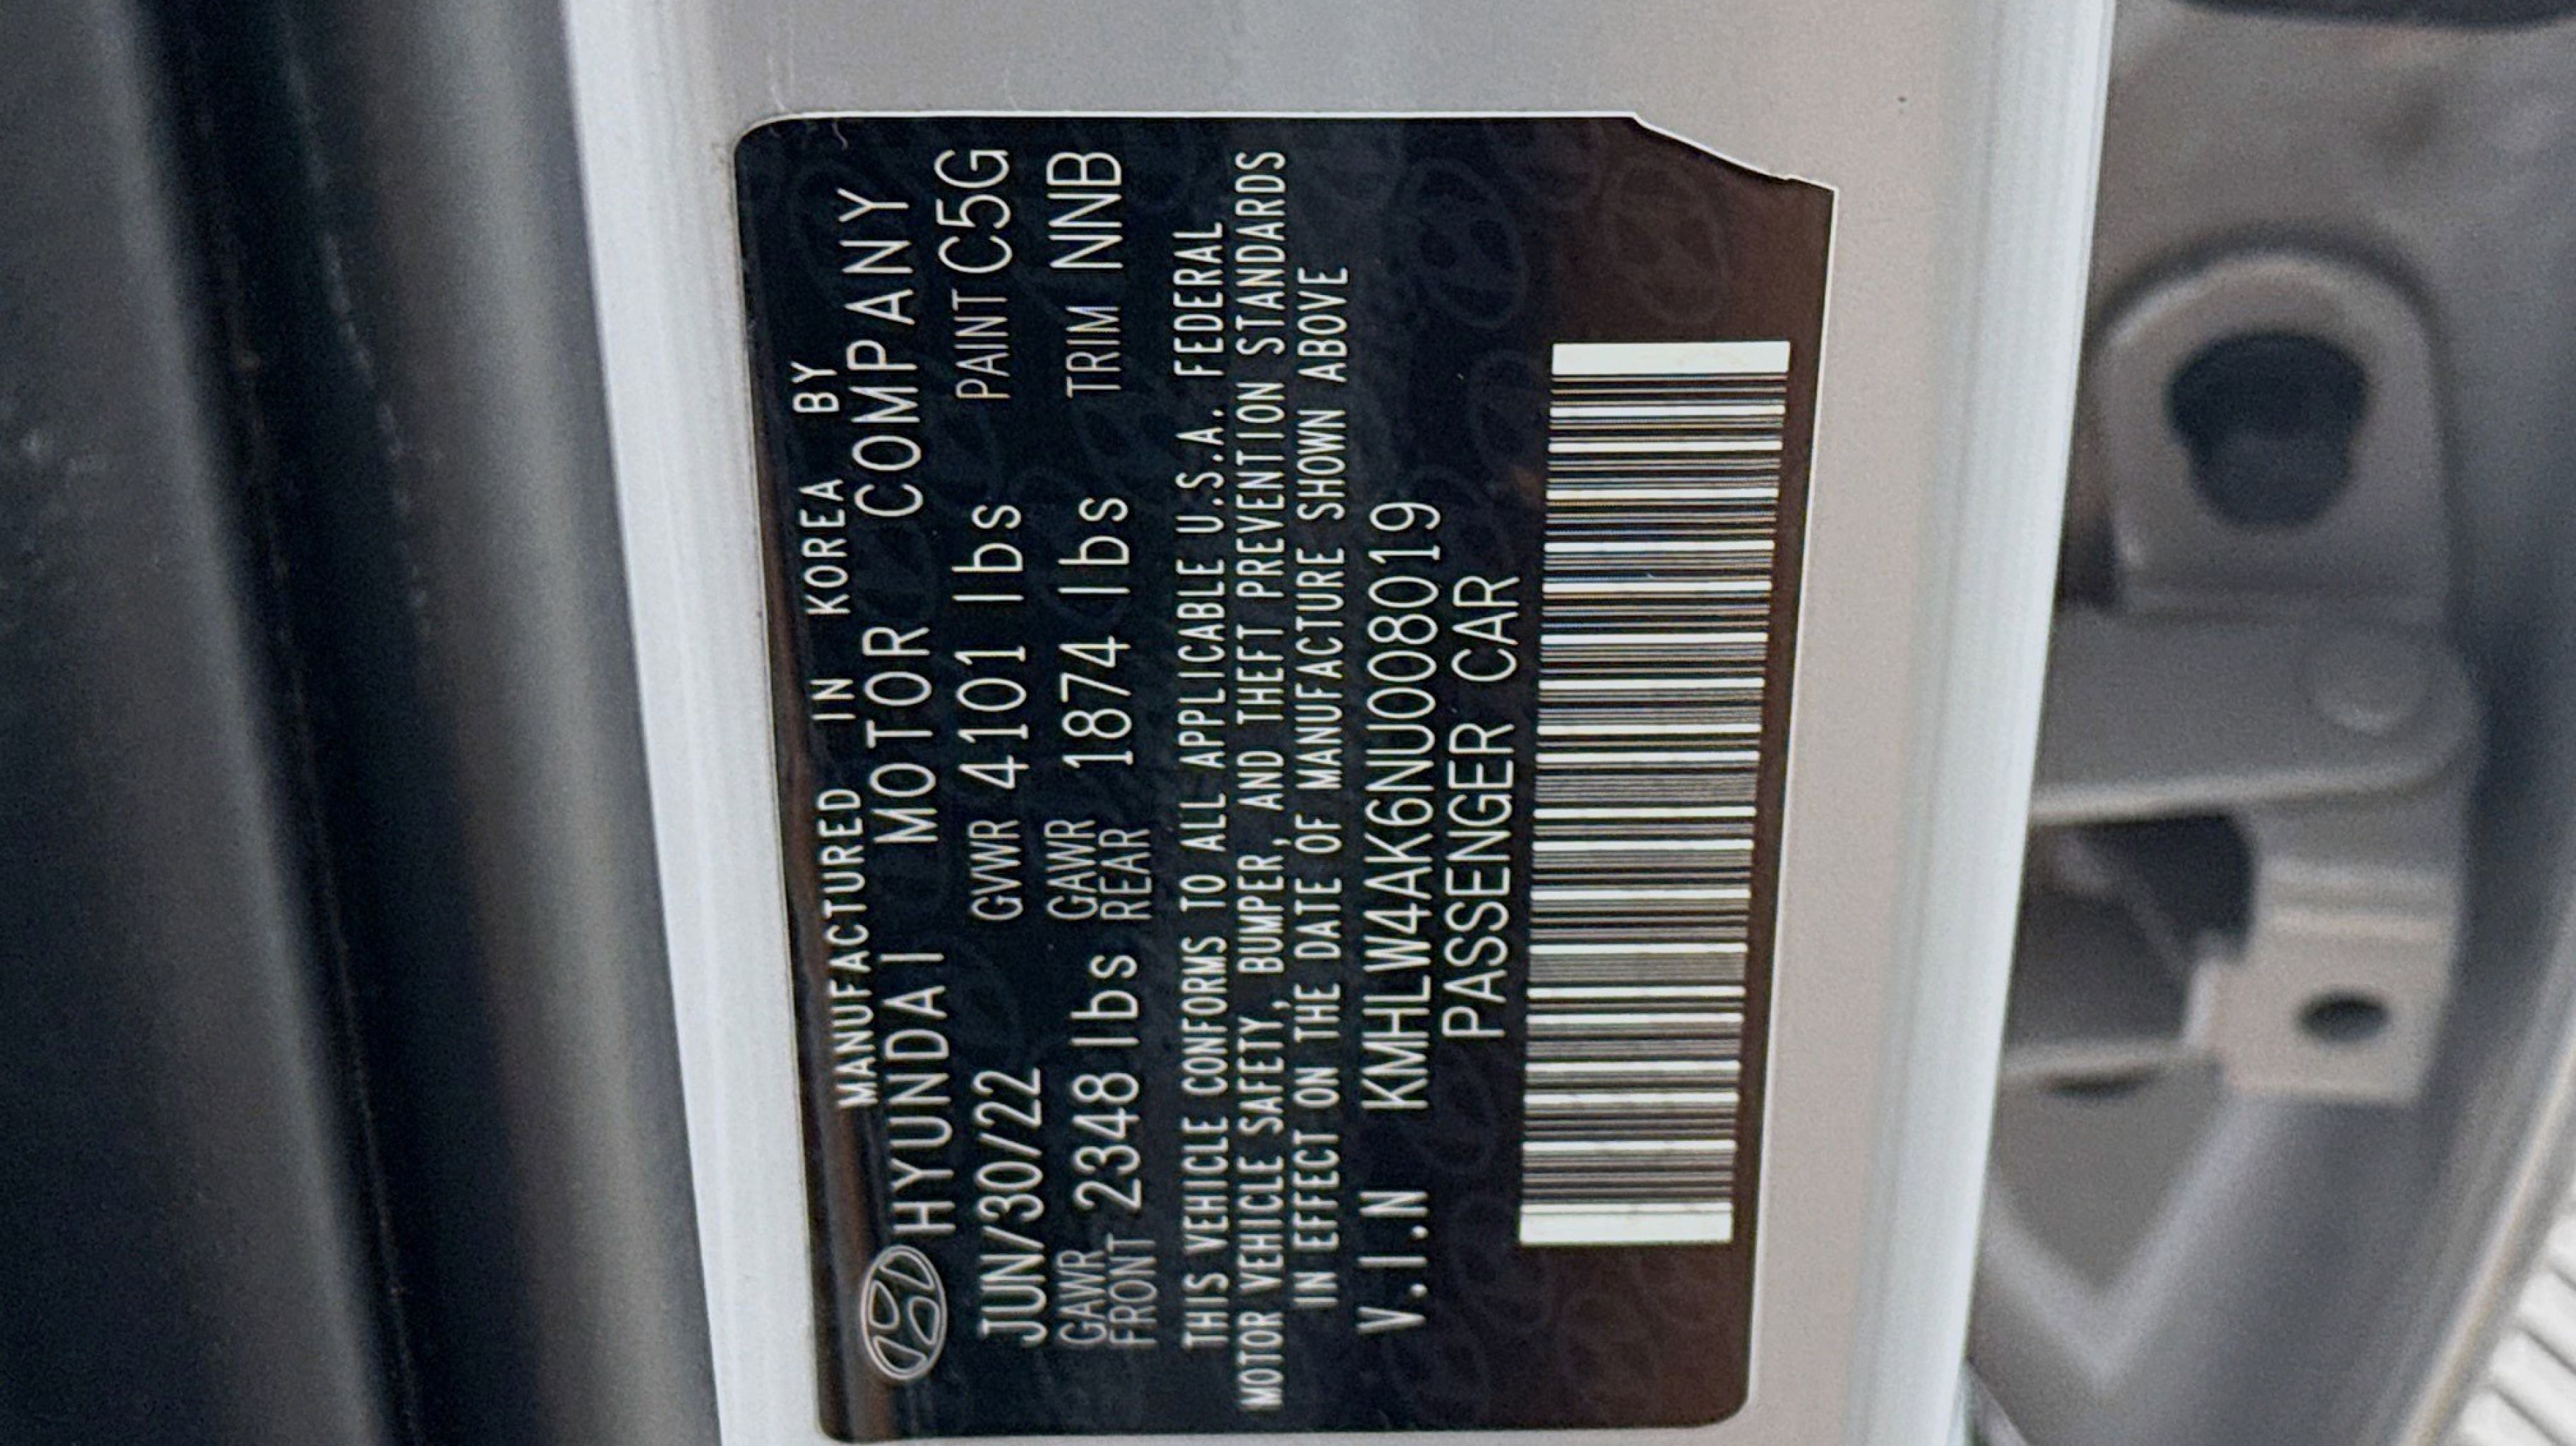 MANUFACTURED IN KOREA BY
HYUNDAI MOTOR COMPANY
JUN/30/22 GVWR 4101 lbs PAINT C5G
GAWR FRONT 2348 lbs GAWR REAR 1874 lbs TRIM NNB
THIS VEHICLE CONFORMS TO ALL APPLICABLE U.S.A. FEDERAL
MOTOR VEHICLE SAFETY, BUMPER, AND THEFT PREVENTION STANDARDS
IN EFFECT ON THE DATE OF MANUFACTURE SHOWN ABOVE
V.I.N KMHLW4AK6NU008019
PASSENGER CAR